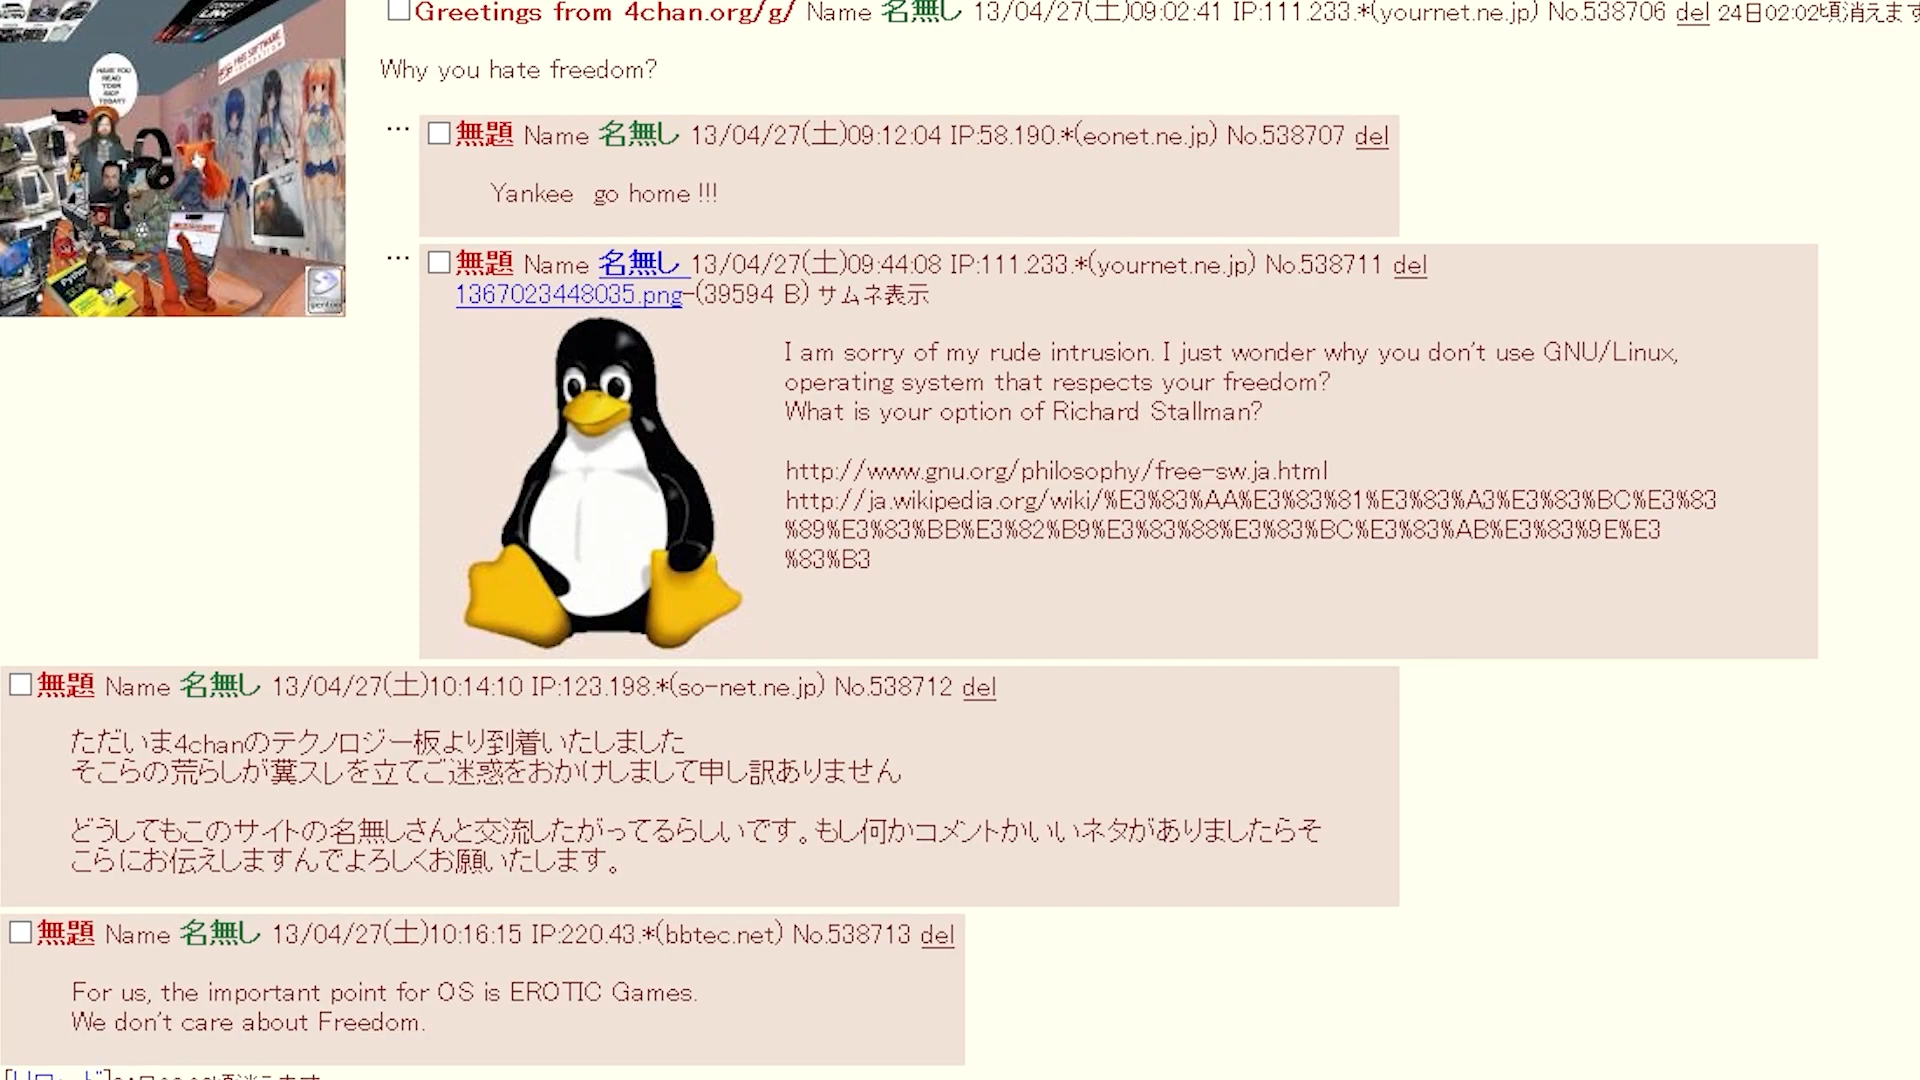 Greetings from 4chan.org/g/ Name 名無し 13/04/27(土)09:02:41 IP:111.233.*(yournet.ne.jp) No.538706 del 24日02:02頃消えます
HAVE YOU
READ
YOUR
SICP
TODAY?
FREE SOFTWARE
Why you hate freedom?
… 無題 Name 名無し 13/04/27(土)09:12:04 IP:58.190.*(eonet.ne.jp) No.538707 del
Yankee go home !!!
… 無題 Name 名無し 13/04/27(土)09:44:08 IP:111.233.*(yournet.ne.jp) No.538711 del
1367023448035.png-(39594 B) サムネ表示
I am sorry of my rude intrusion. I just wonder why you don't use GNU/Linux,
operating system that respects your freedom?
What is your option of Richard Stallman?
http://www.gnu.org/philosophy/free-sw.ja.html
http://ja.wikipedia.org/wiki/%E3%83%AA%E3%83%81%E3%83%A3%E3%83%BC%E3%83
%89%E3%83%BB%E3%82%B9%E3%83%88%E3%83%BC%E3%83%AB%E3%83%9E%E3
%83%B3
無題 Name 名無し 13/04/27(土)10:14:10 IP:123.198.*(so-net.ne.jp) No.538712 del
ただいま4chanのテクノロジー板より到着いたしました
そこらの荒らしが糞スレを立てご迷惑をおかけしまして申し訳ありません
どうしてもこのサイトの名無しさんと交流したがってるらしいです。もし何かコメントかいいネタがありましたらそ
こらにお伝えしますんでよろしくお願いたします。
無題 Name 名無し 13/04/27(土)10:16:15 IP:220.43.*(bbtec.net) No.538713 del
For us, the important point for OS is EROTIC Games.
We don't care about Freedom.